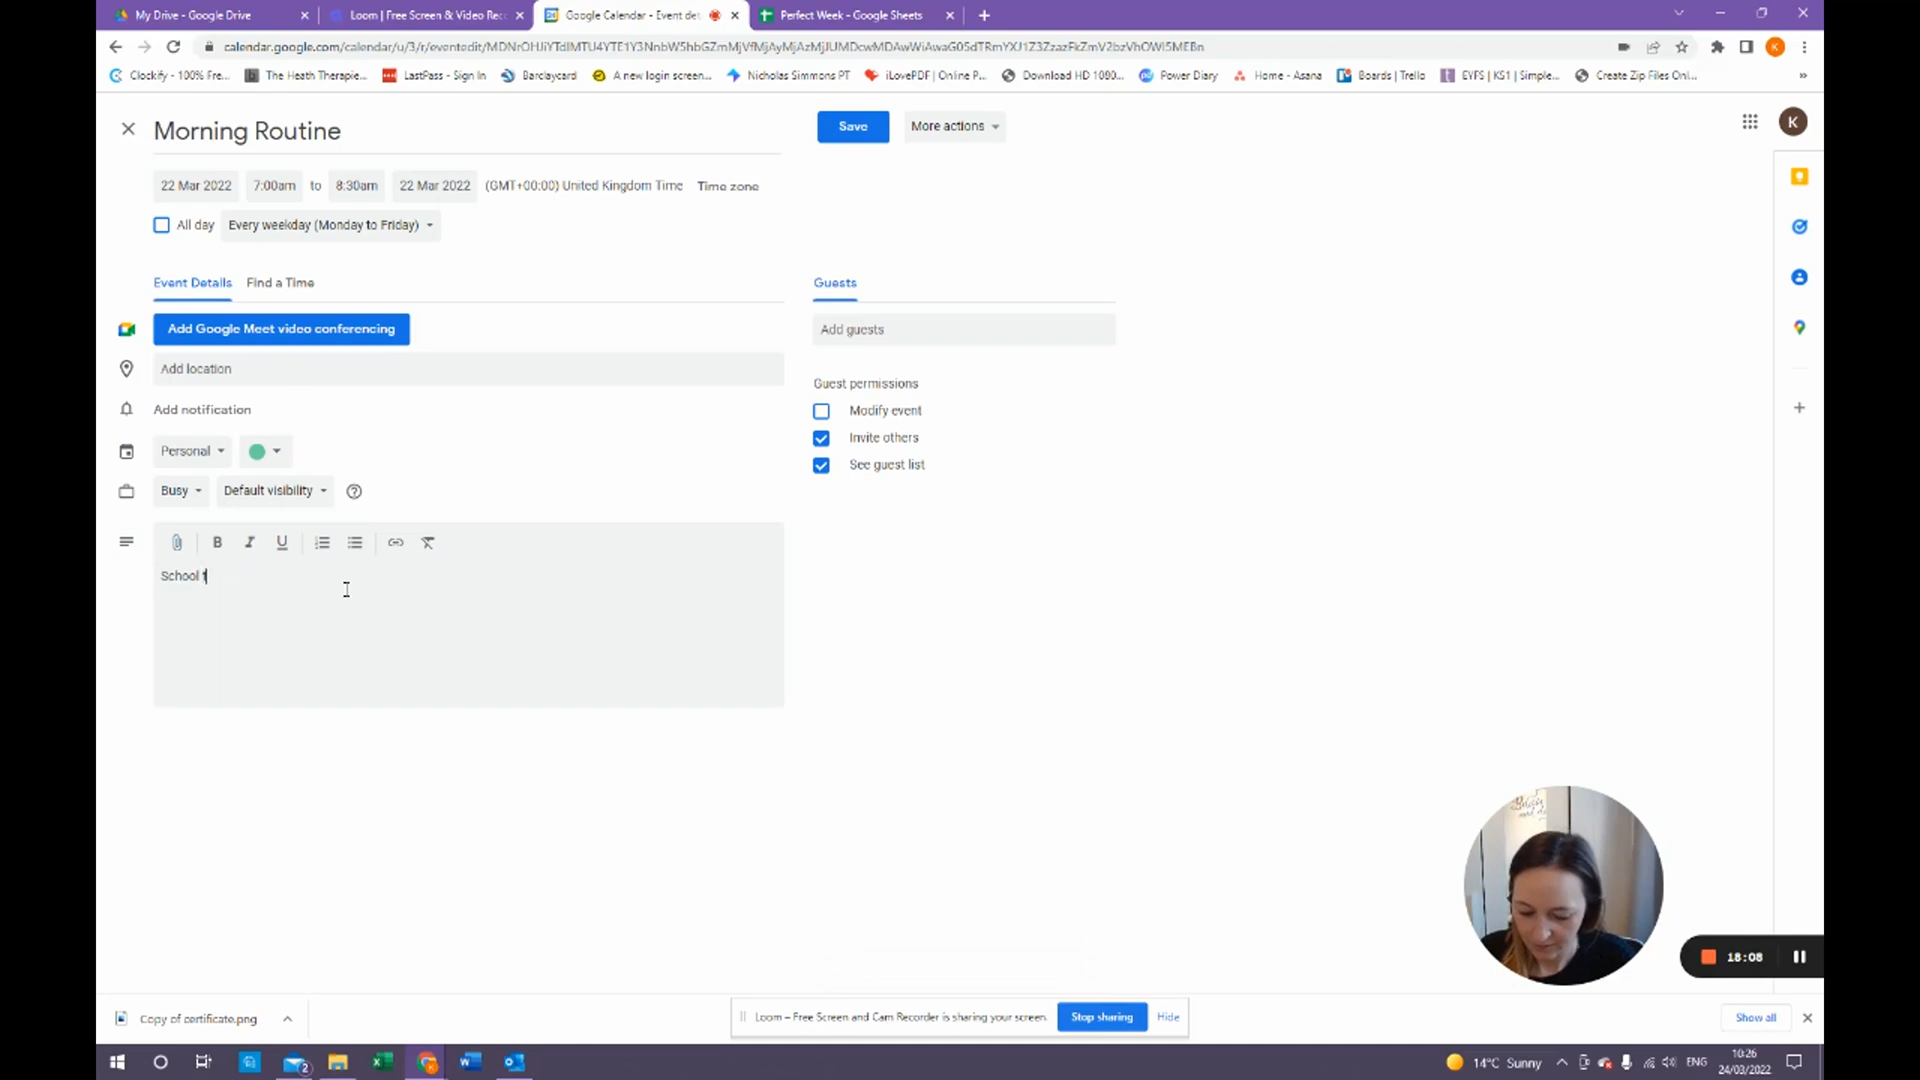 My Drive - Google Drive
Loom | Free Screen & Video Rec
Google Calendar - Event det
Perfect Week - Google Sheets
Clockify - 100% Fre...
The Heath Therapie...
LastPass - Sign In
Barclaycard
A new login screen...
Nicholas Simmons PT
iLovePDF | Online P...
Download HD 1080...
Power Diary
Home - Asana
Boards | Trello
EYFS | KS1 | Simple...
Create Zip Files Onl...
»
Morning Routine
Save
More actions
K
22 Mar 2022
7:00am
to
8:30am
22 Mar 2022
(GMT+00:00) United Kingdom Time
Time zone
All day
Every weekday (Monday to Friday)
Event Details
Find a Time
Guests
Add Google Meet video conferencing
Add guests
Add location
Guest permissions
Add notification
Modify event
Invite others
Personal
See guest list
Busy
Default visibility
B I U
School t
18:08
Copy of certificate.png
Loom – Free Screen and Cam Recorder is sharing your screen.
Stop sharing
Hide
Show all
14°C Sunny
ENG
10:26
24/03/2022